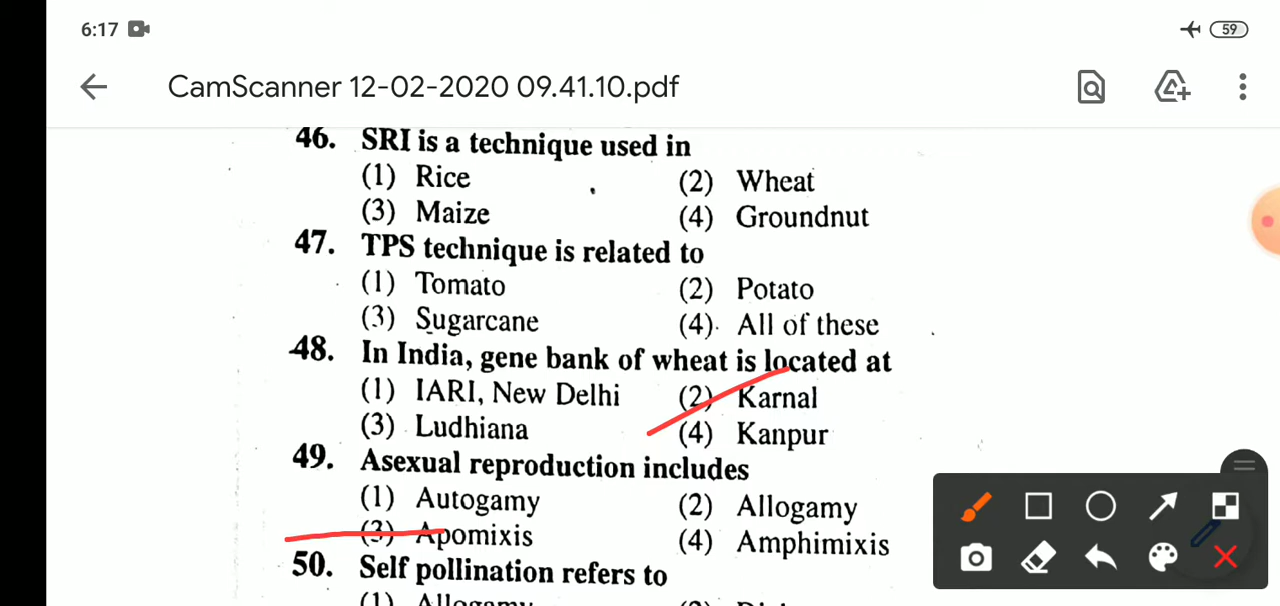 6:17 59
CamScanner 12-02-2020 09.41.10.pdf
46. SRI is a technique used in
(1) Rice (2) Wheat
(3) Maize (4) Groundnut
47. TPS technique is related to
(1) Tomato (2) Potato
(3) Sugarcane (4) All of these
48. In India, gene bank of wheat is located at
(1) IARI, New Delhi (2) Karnal
(3) Ludhiana (4) Kanpur
49. Asexual reproduction includes
(1) Autogamy (2) Allogamy
(3) Apomixis (4) Amphimixis
50. Self pollination refers to
(1) Allogamy (2)